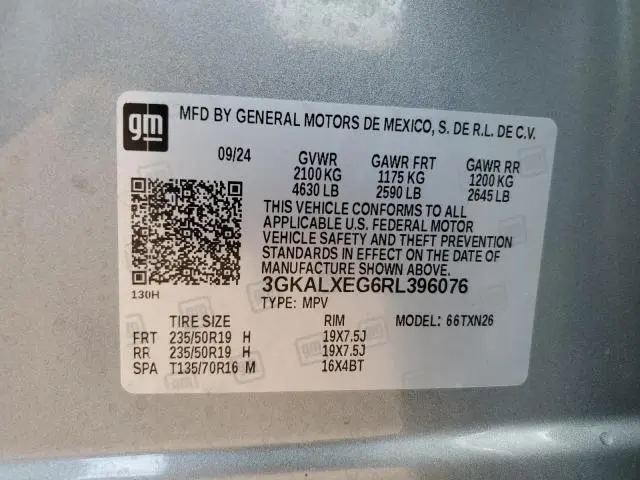 gm
MFD BY GENERAL MOTORS DE MEXICO, S. DE R.L. DE C.V.
09/24 GVWR GAWR FRT GAWR RR
2100 KG 1175 KG 1200 KG
4630 LB 2590 LB 2645 LB
THIS VEHICLE CONFORMS TO ALL
APPLICABLE U.S. FEDERAL MOTOR
VEHICLE SAFETY AND THEFT PREVENTION
STANDARDS IN EFFECT ON THE DATE OF
MANUFACTURE SHOWN ABOVE.
3GKALXEG6RL396076
130H TYPE: MPV
TIRE SIZE RIM MODEL: 66TXN26
FRT 235/50R19 H 19X7.5J
RR 235/50R19 H 19X7.5J
SPA T135/70R16 M 16X4BT